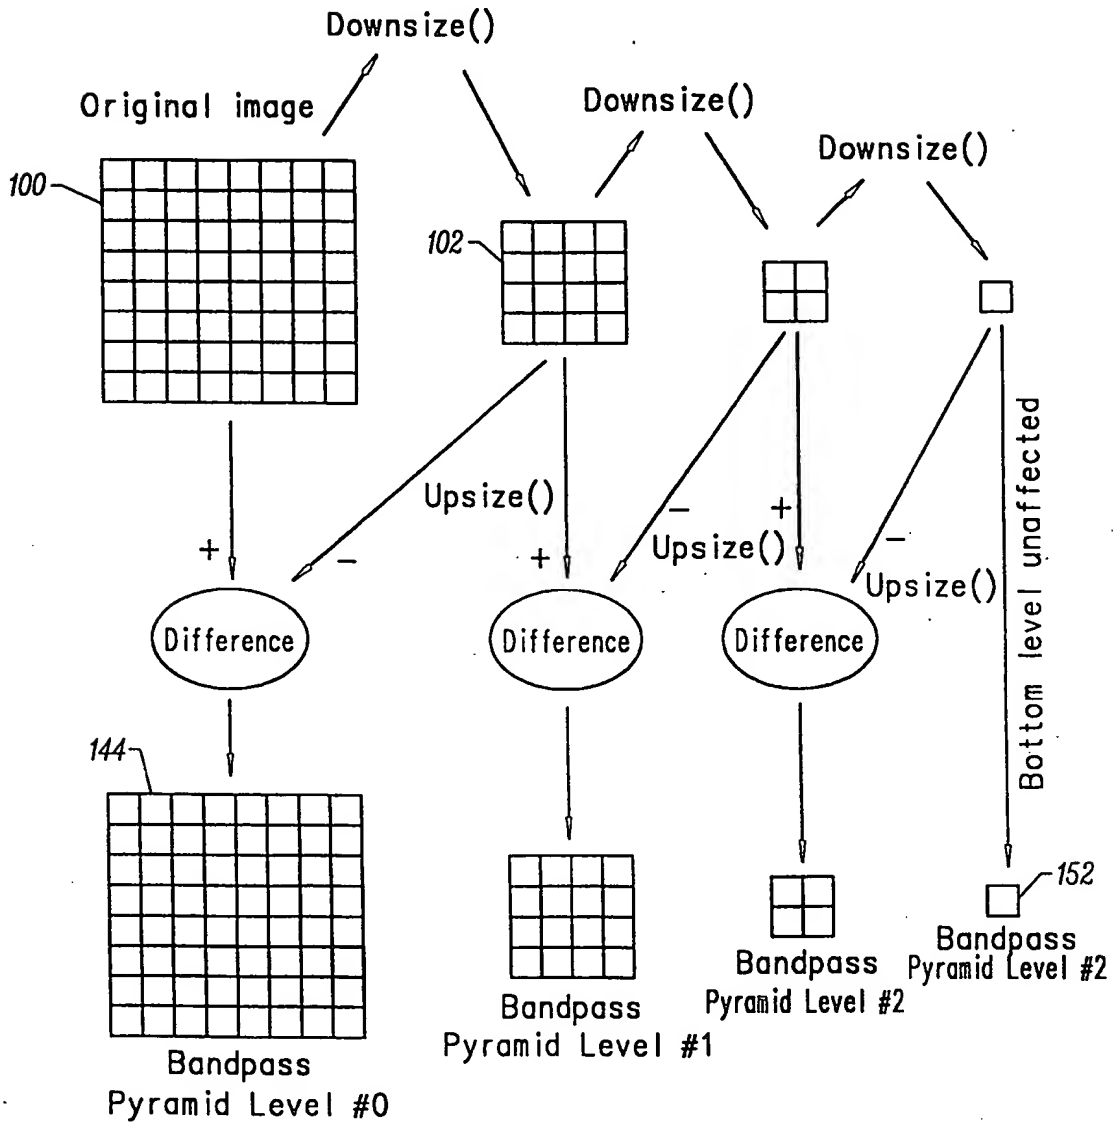 Downsize()
Original image
Downsize()
Downsize()
100
102
Upsize()
+
-
+
-
Upsize()
+
-
Upsize()
Bottom level unaffected
Difference
Difference
Difference
144
152
Bandpass
Pyramid Level #2
Bandpass
Pyramid Level #2
Bandpass
Pyramid Level #1
Bandpass
Pyramid Level #0